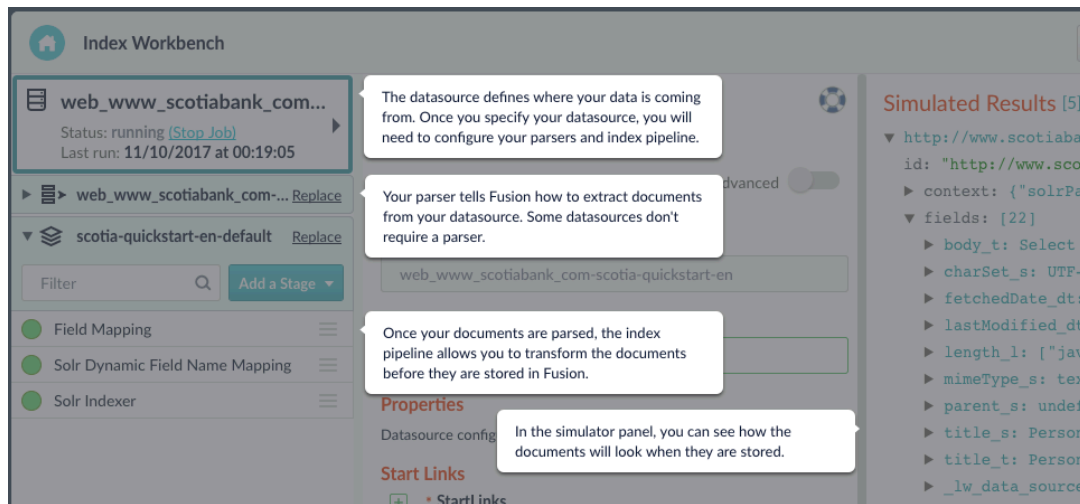 Index Workbench
web_www_scotiabank_com...
Status: running (Stop Job)
Last run: 11/10/2017 at 00:19:05
web_www_scotiabank_com-... Replace
scotia-quickstart-en-default Replace
Filter
Add a Stage
Field Mapping
Solr Dynamic Field Name Mapping
Solr Indexer
The datasource defines where your data is coming
from. Once you specify your datasource, you will
need to configure your parsers and index pipeline.
Your parser tells Fusion how to extract documents
from your datasource. Some datasources don't
require a parser.
web_www_scotiabank_com-scotia-quickstart-en
Once your documents are parsed, the index
pipeline allows you to transform the documents
before they are stored in Fusion.
Properties
Datasource config
In the simulator panel, you can see how the
documents will look when they are stored.
Start Links
* StartLinks
Simulated Results [5]
http://www.scotiaba
id: "http://www.sco
context: {"solrPa
fields: [22]
body_t: Select
charSet_s: UTF-
fetchedDate_dt:
lastModified_dt
length_l: ["jav
mimeType_s: tex
parent_s: undef
title_s: Person
title_t: Person
_lw_data_source